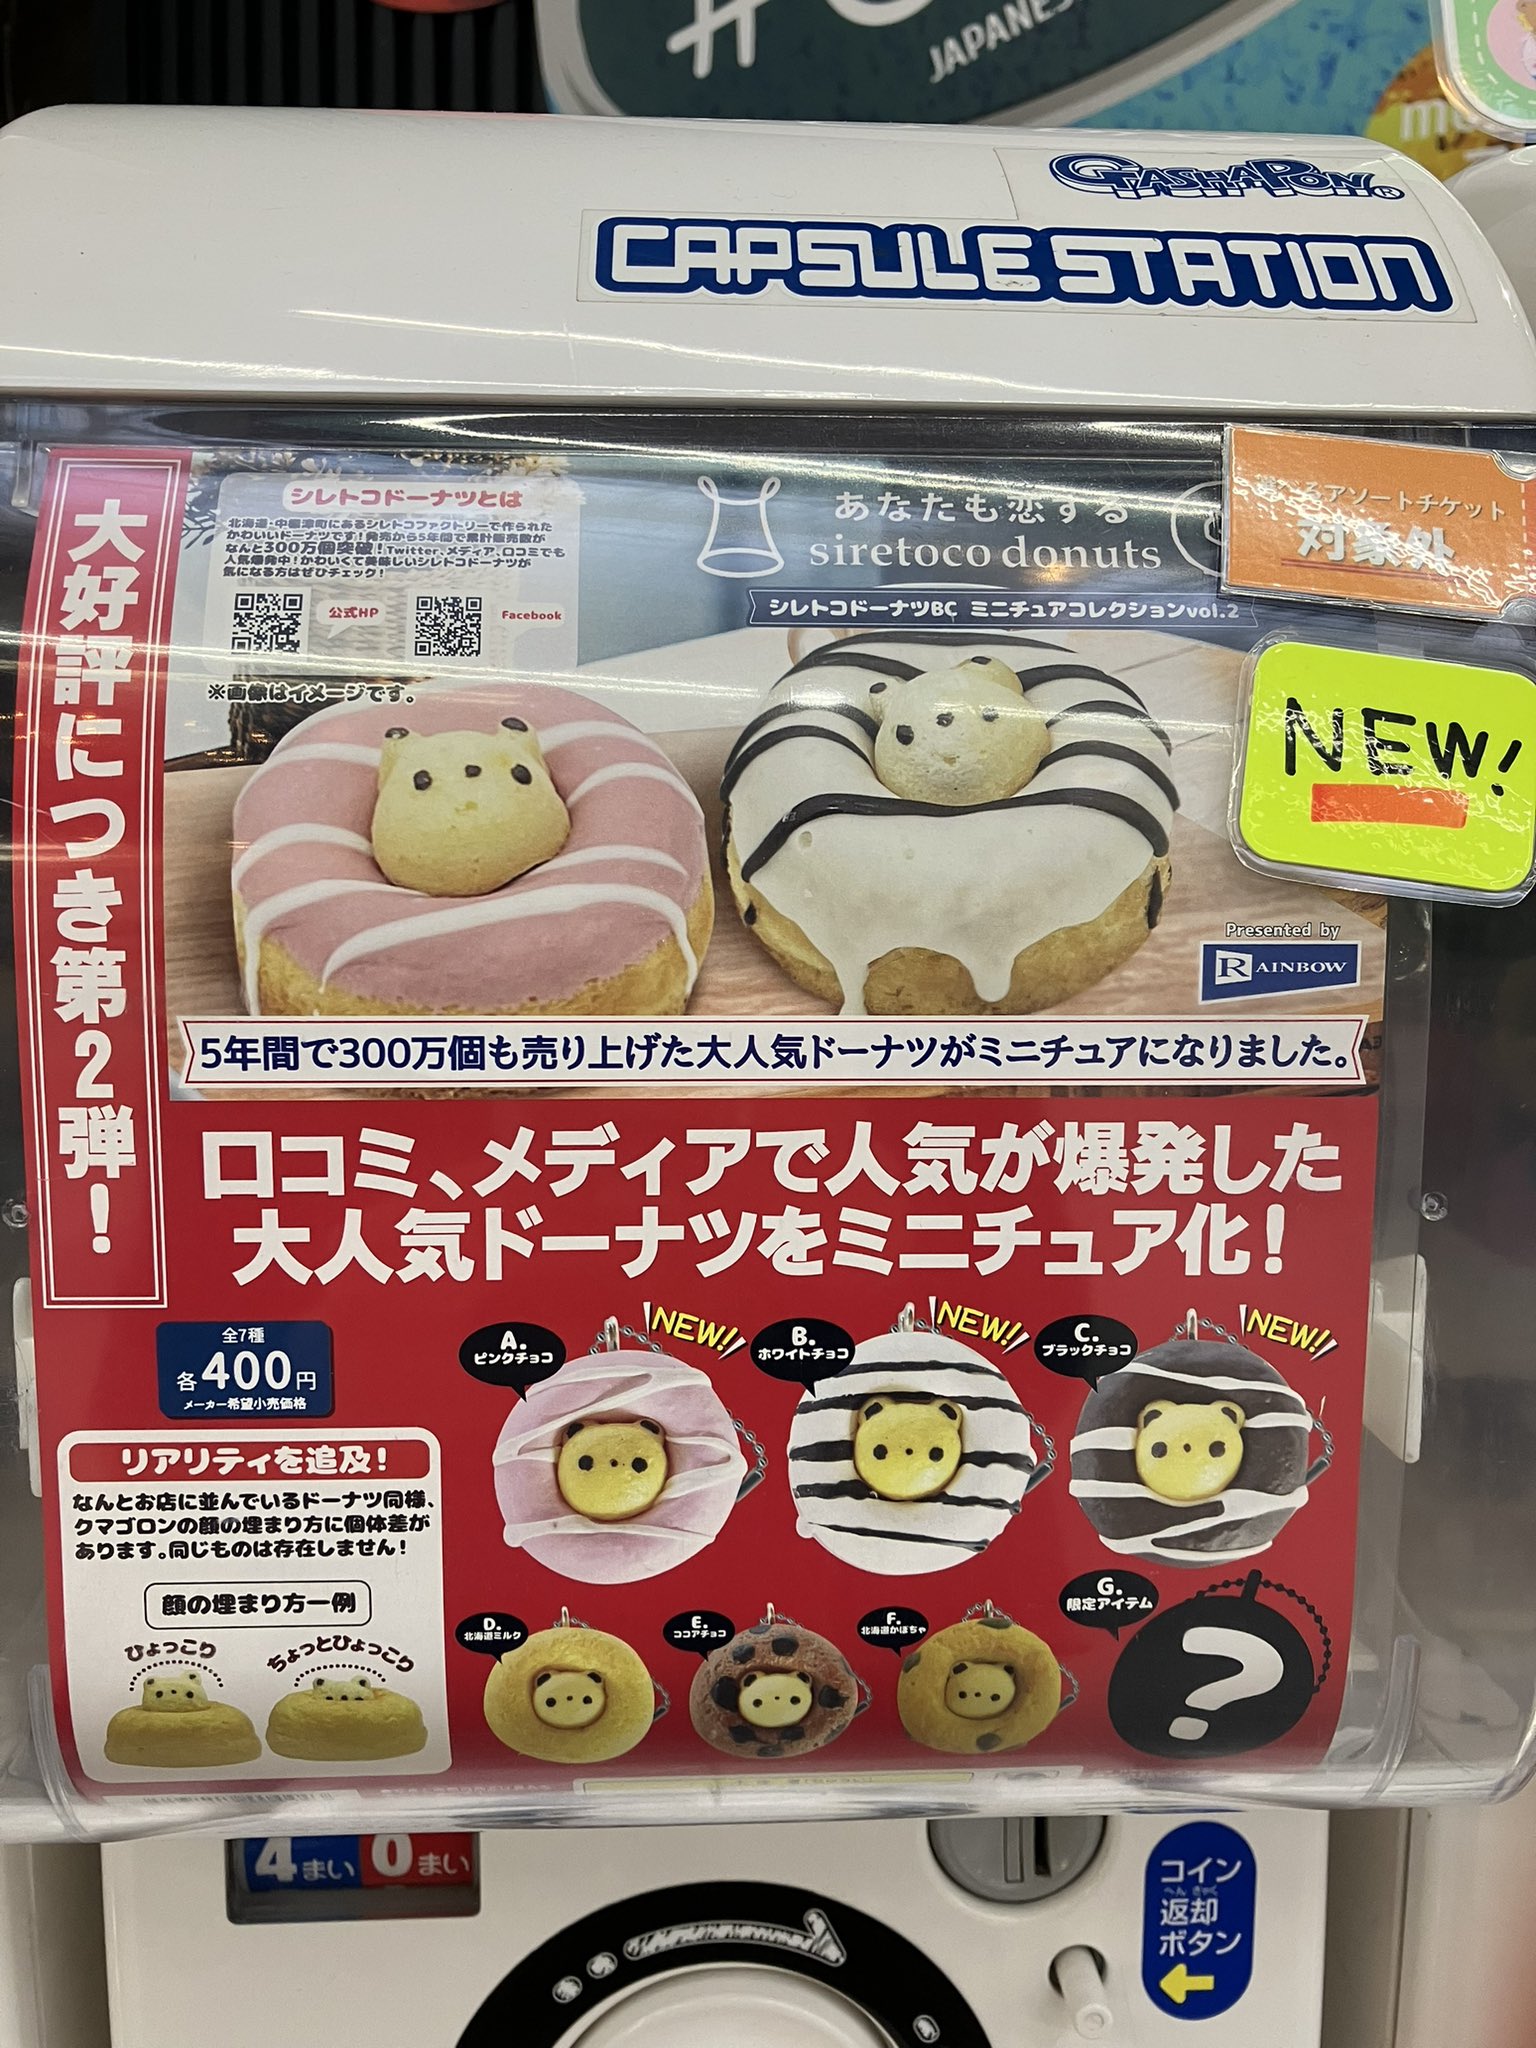 JAPANES
GASHAPON®
CAPSULE STATION
大好評につき第2弾!
シレトコドーナツとは
北海道・中標津町にあるシレトコファクトリーで作られた
かわいいドーナツです!発売から5年間で累計販売数が
なんと300万個突破!Twitter、メディア、口コミでも
人気爆発中!かわいくて美味しいシレトコドーナツが
気になる方はぜひチェック!
公式HP
Facebook
※画像はイメージです。
あなたも恋する
siretoco donuts
シレトコドーナツBC ミニチュアコレクションvol.2
選べるアソートチケット
対象外
NEW!
Presented by
RAINBOW
5年間で300万個も売り上げた大人気ドーナツがミニチュアになりました。
口コミ、メディアで人気が爆発した
大人気ドーナツをミニチュア化!
全7種
各400円
メーカー希望小売価格
A.
ピンクチョコ
NEW!
B.
ホワイトチョコ
NEW!
C.
ブラックチョコ
NEW!
リアリティを追及!
なんとお店に並んでいるドーナツ同様、
クマゴロンの顔の埋まり方に個体差が
あります。同じものは存在しません!
顔の埋まり方一例
ひょっこり
ちょっとひょっこり
D.
北海道ミルク
E.
ココアチョコ
F.
北海道かぼちゃ
G.
限定アイテム
?
4まい 0まい
コイン
へんきゃく
返却
ボタン